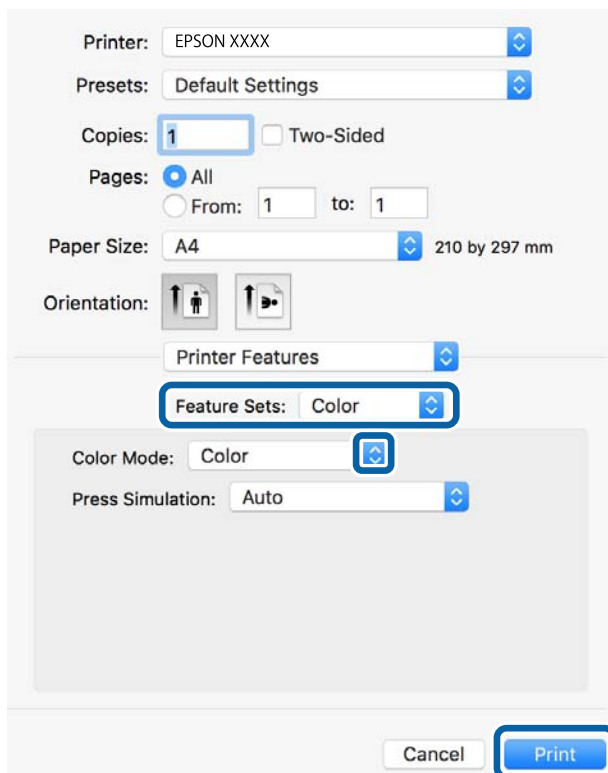 Printer: EPSON XXXX
Presets: Default Settings
Copies: 1 Two-Sided
Pages: All
From: 1 to: 1
Paper Size: A4 210 by 297 mm
Orientation:
Printer Features
Feature Sets: Color
Color Mode: Color
Press Simulation: Auto
Cancel Print